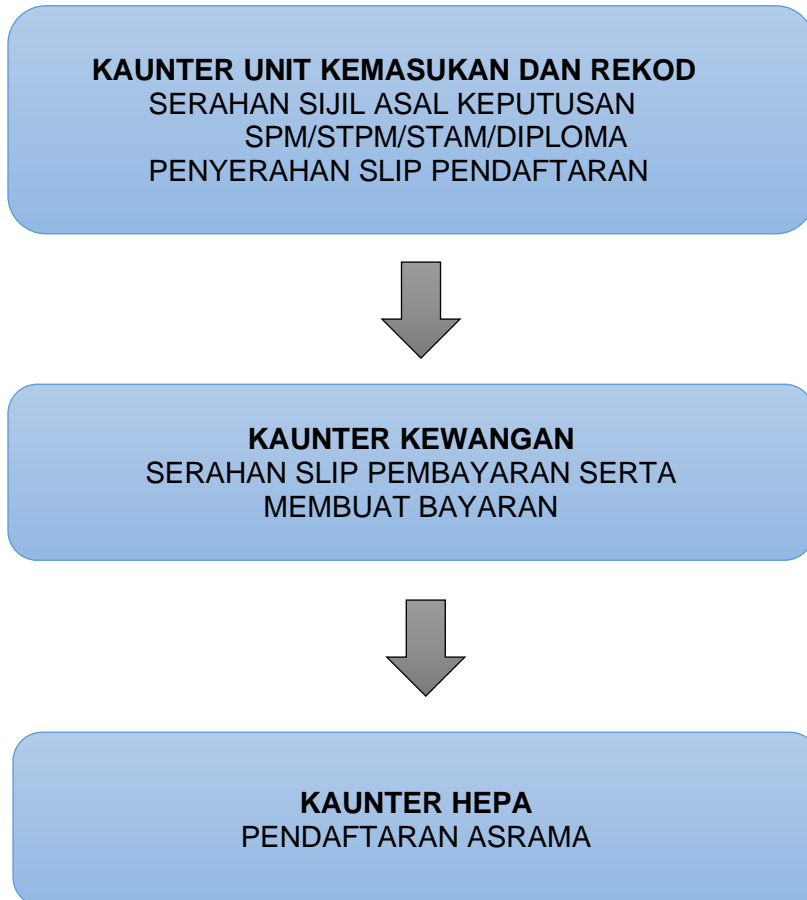 KAUNTER UNIT KEMASUKAN DAN REKOD
SERAHAN SIJIL ASAL KEPUTUSAN
SPM/STPM/STAM/DIPLOMA
PENYERAHAN SLIP PENDAFTARAN
KAUNTER KEWANGAN
SERAHAN SLIP PEMBAYARAN SERTA
MEMBUAT BAYARAN
KAUNTER HEPA
PENDAFTARAN ASRAMA